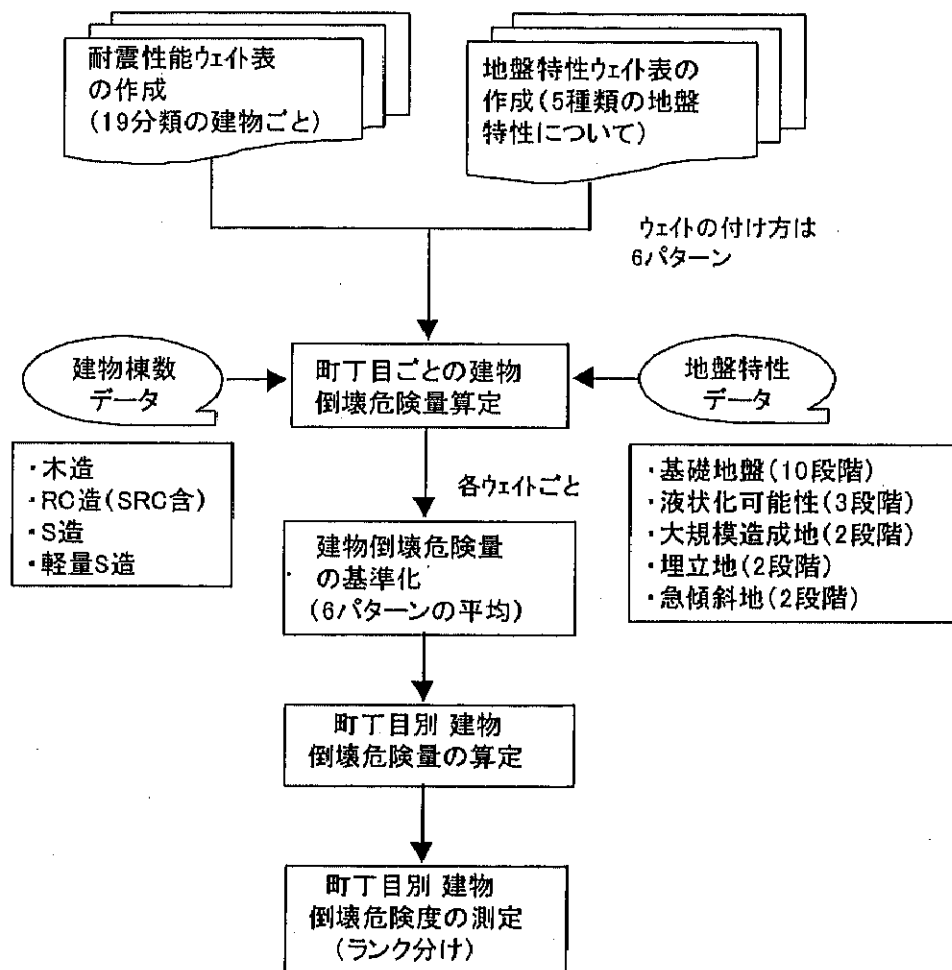 耐震性能ウェイト表
の作成
(19分類の建物ごと)
地盤特性ウェイト表の
作成(5種類の地盤
特性について)
ウェイトの付け方は
6パターン
建物棟数
データ
町丁目ごとの建物
倒壊危険量算定
地盤特性
データ
・木造
・RC造(SRC含)
・S造
・軽量S造
・基礎地盤(10段階)
・液状化可能性(3段階)
・大規模造成地(2段階)
・埋立地(2段階)
・急傾斜地(2段階)
各ウェイトごと
建物倒壊危険量
の基準化
(6パターンの平均)
町丁目別 建物
倒壊危険量の算定
町丁目別 建物
倒壊危険度の測定
(ランク分け)